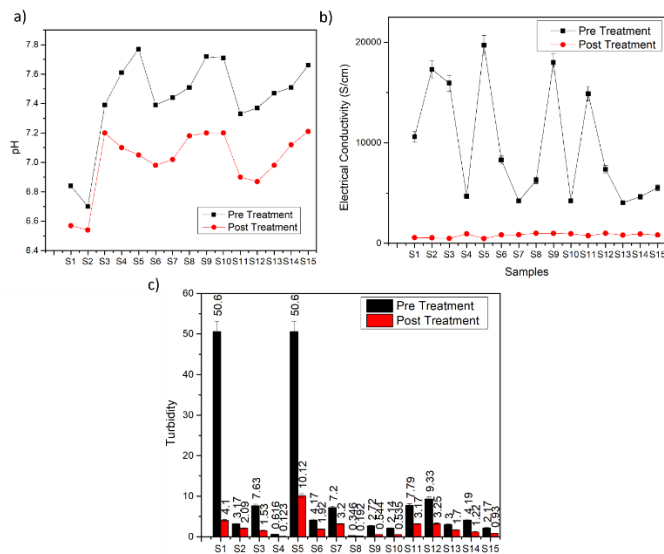 a)
7.8
7.6
7.4
7.2
7.0
6.8
6.6
6.4
pH
Pre Treatment
Post Treatment
S1 S2 S3 S4 S5 S6 S7 S8 S9 S10 S11 S12 S13 S14 S15
b)
20000
10000
0
Electrical Conductivity (S/cm)
Pre Treatment
Post Treatment
S1 S2 S3 S4 S5 S6 S7 S8 S9 S10 S11 S12 S13 S14 S15
Samples
c)
60
50
40
30
20
10
0
Turbidity
Pre Treatment
Post Treatment
50.6 4.1 3.17 2.09 7.63 1.53 0.616 0.123 50.6 10.12 4.17 1.92 7.2 3.2 0.346 0.192 2.72 0.544 2.14 0.535 7.79 3.17 9.33 3.25 3 1.7 4.19 1.22 2.17 0.93
S1 S2 S3 S4 S5 S6 S7 S8 S9 S10 S11 S12 S13 S14 S15